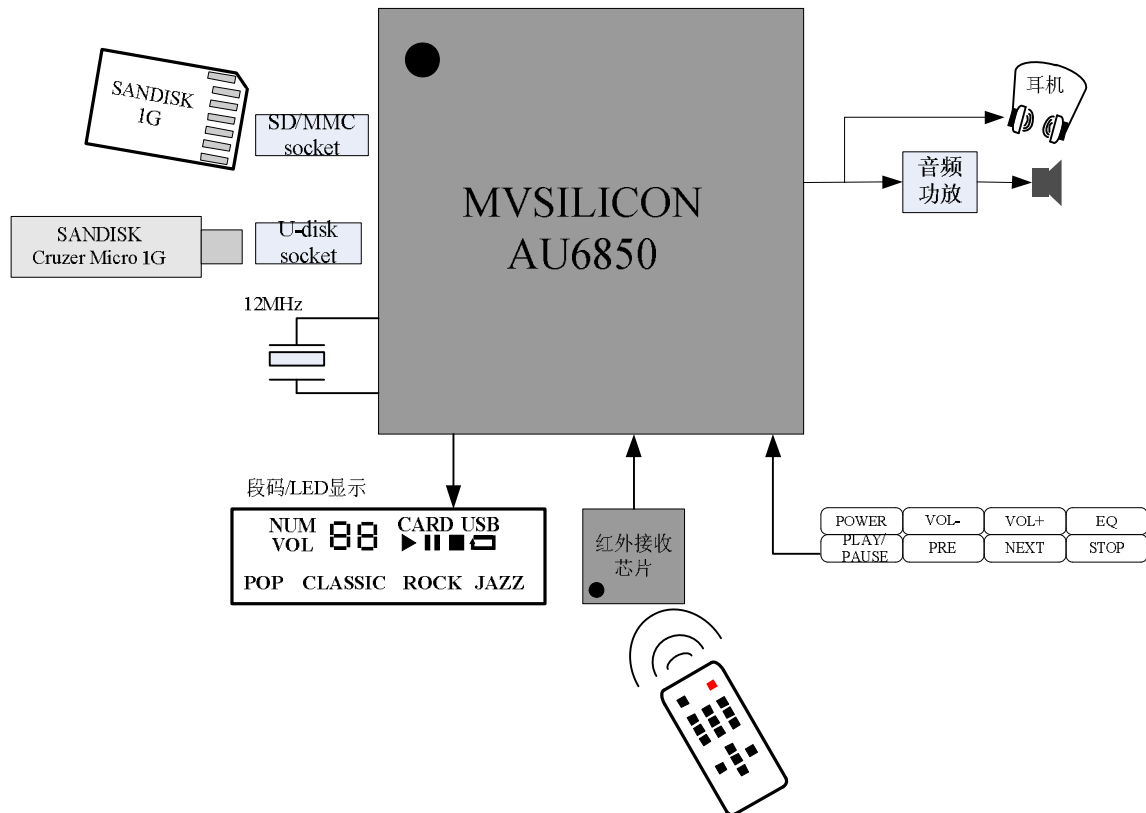 SANDISK
1G
SD/MMC
socket
SANDISK
Cruzer Micro 1G
U-disk
socket
12MHz
MVSILICON
AU6850
耳机
音频
功放
段码/LED显示
NUM
VOL
88
CARD USB
POP CLASSIC ROCK JAZZ
红外接收
芯片
POWER VOL- VOL+ EQ
PLAY/
PAUSE PRE NEXT STOP